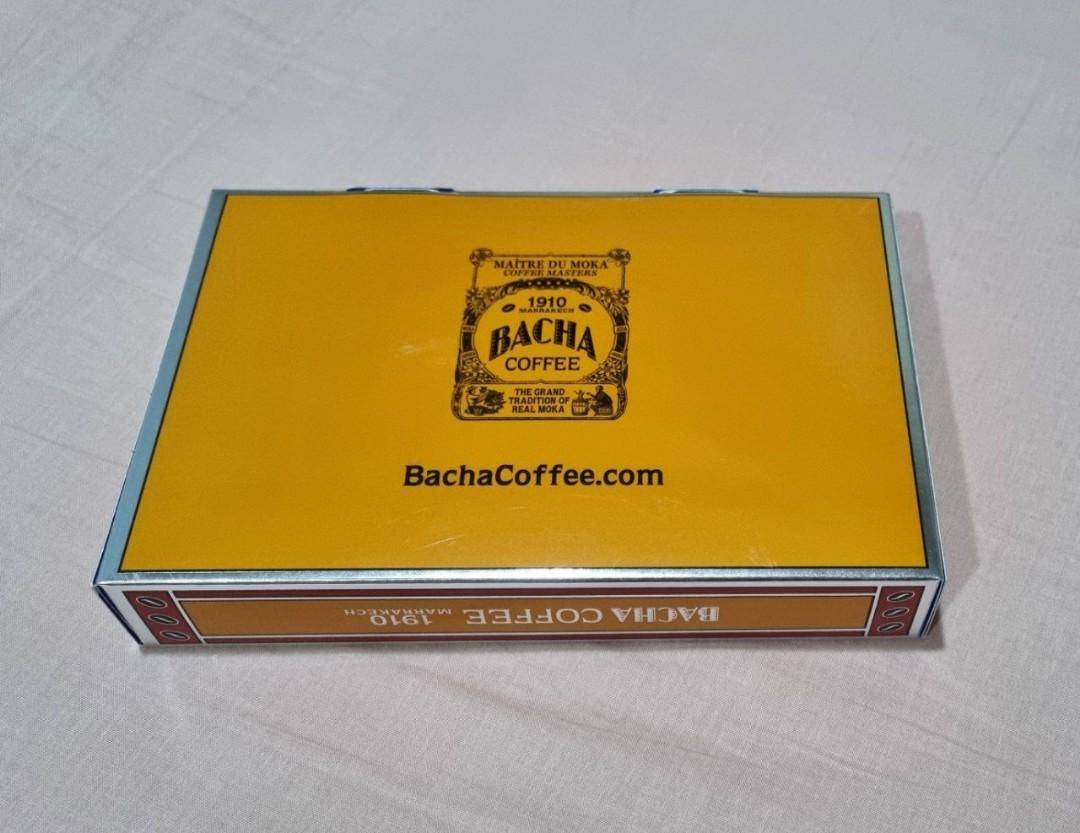 MAÎTRE DU MOKA
COFFEE MASTERS
1910
MARRAKECH
BACHA
COFFEE
THE GRAND
TRADITION OF
REAL MOKA
BachaCoffee.com
BACHA COFFEE MARRAKECH 1910